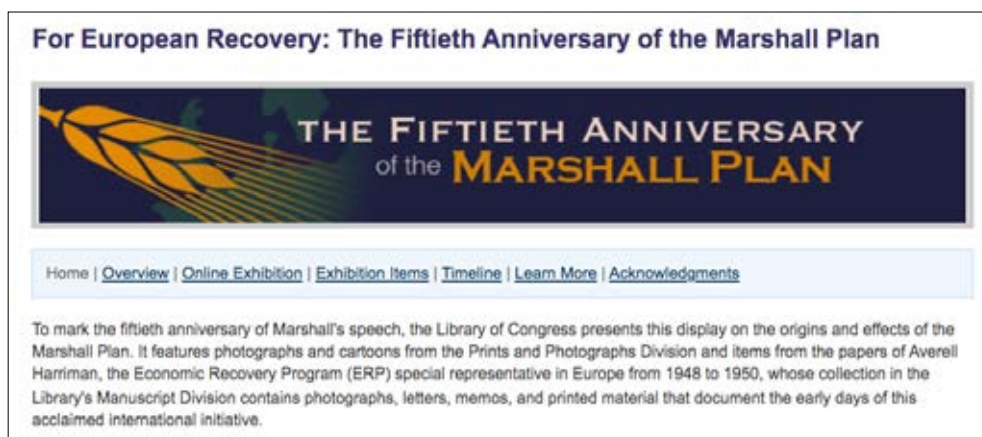 For European Recovery: The Fiftieth Anniversary of the Marshall Plan
THE FIFTIETH ANNIVERSARY
of the MARSHALL PLAN
Home | Overview | Online Exhibition | Exhibition Items | Timeline | Learn More | Acknowledgments
To mark the fiftieth anniversary of Marshall's speech, the Library of Congress presents this display on the origins and effects of the
Marshall Plan. It features photographs and cartoons from the Prints and Photographs Division and items from the papers of Averell
Harriman, the Economic Recovery Program (ERP) special representative in Europe from 1948 to 1950, whose collection in the
Library's Manuscript Division contains photographs, letters, memos, and printed material that document the early days of this
acclaimed international initiative.